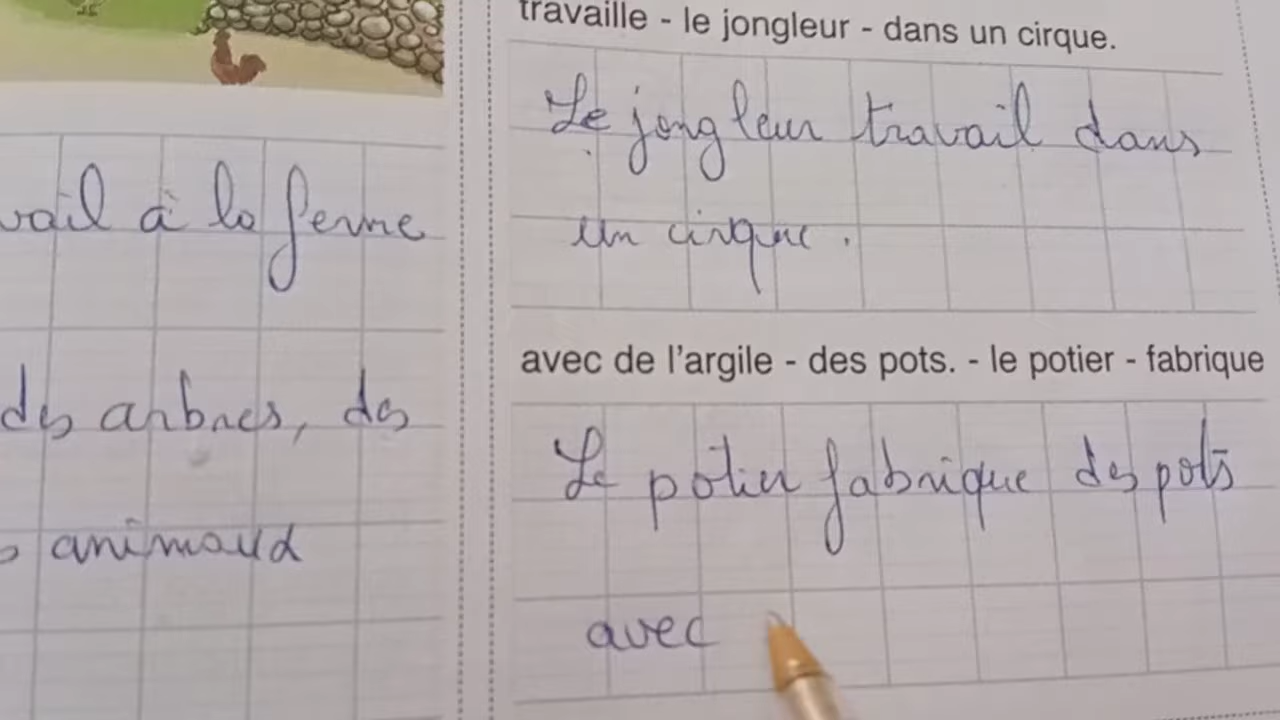 vail à la ferme
des arbres, des
animaux
travaille - le jongleur - dans un cirque.
Le jongleur travail dans
un cirque.
avec de l'argile - des pots. - le potier - fabrique
Le potier fabrique des pots
avec